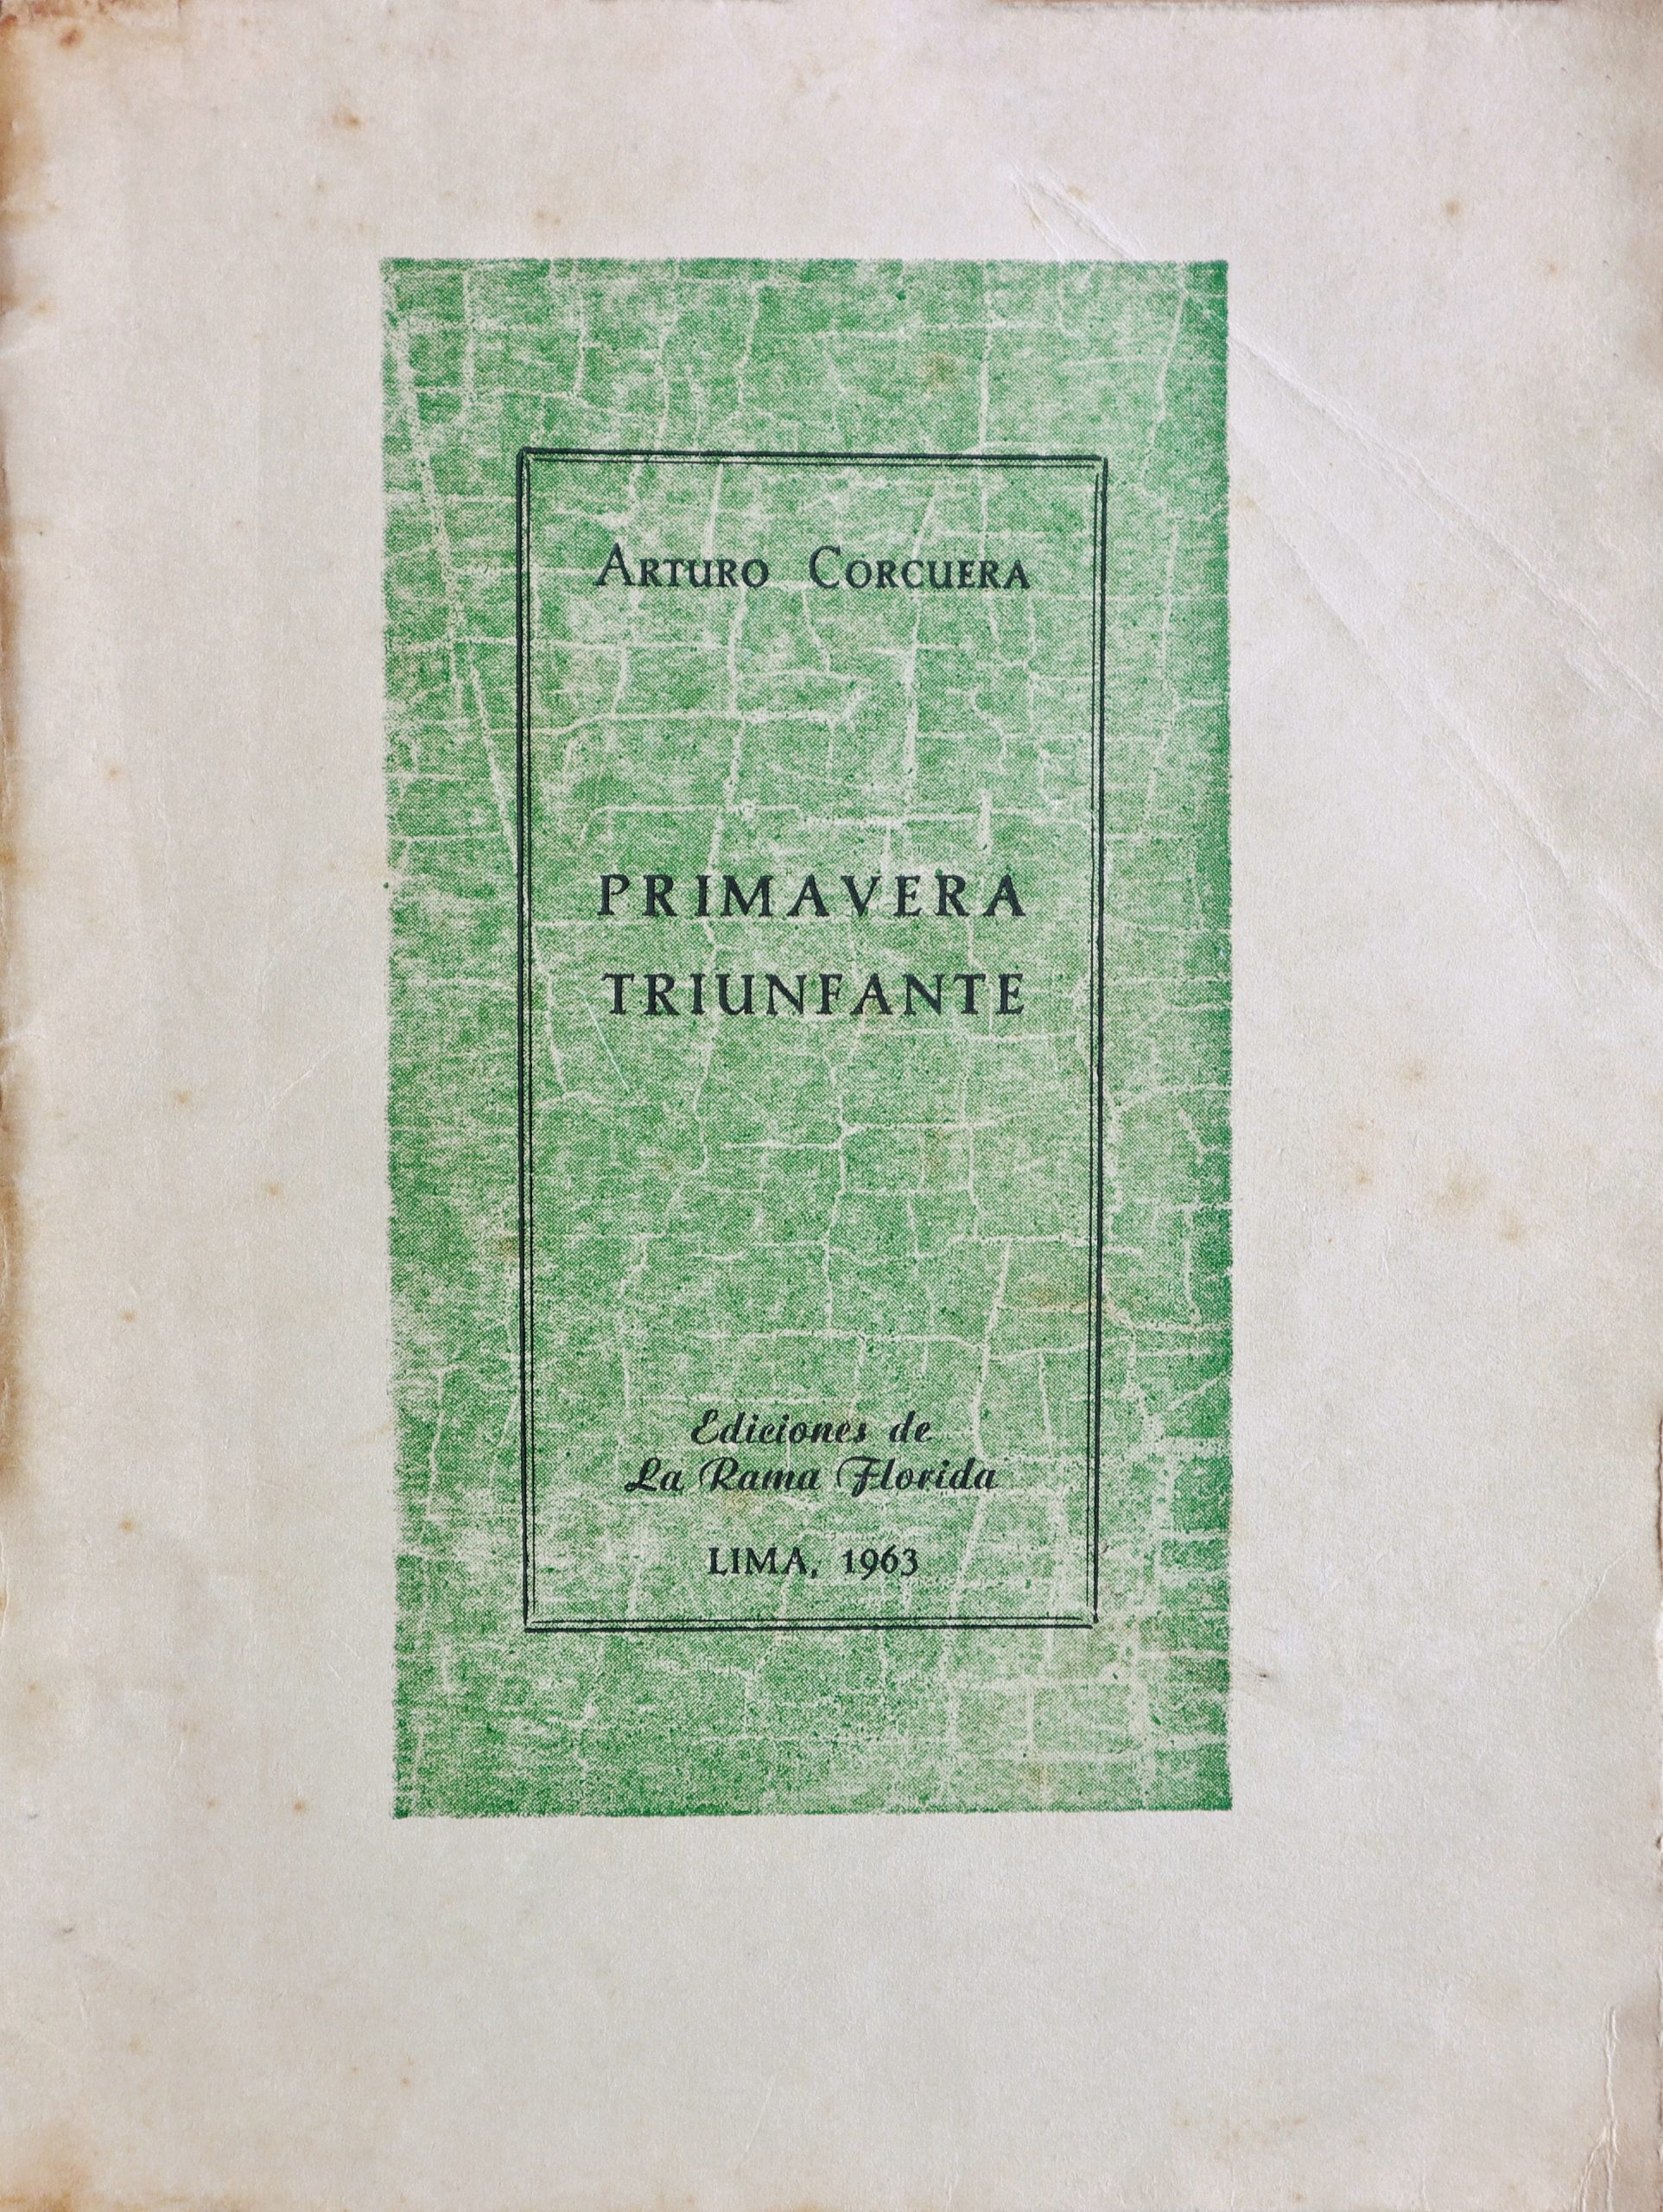 ARTURO CORCUERA
PRIMAVERA
TRIUNFANTE
Ediciones de
La Rama Florida
LIMA, 1963